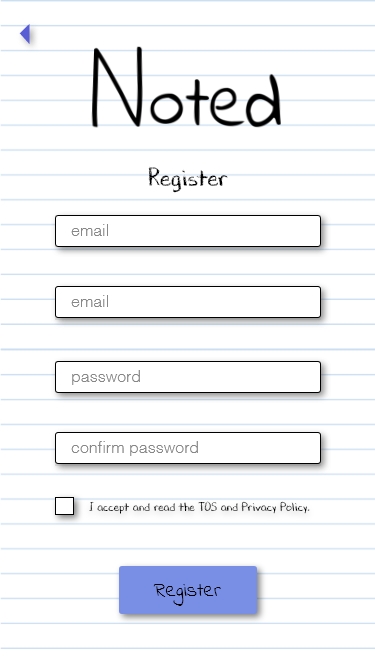 Noted
Register
email
email
password
confirm password
I accept and read the TOS and Privacy Policy.
Register